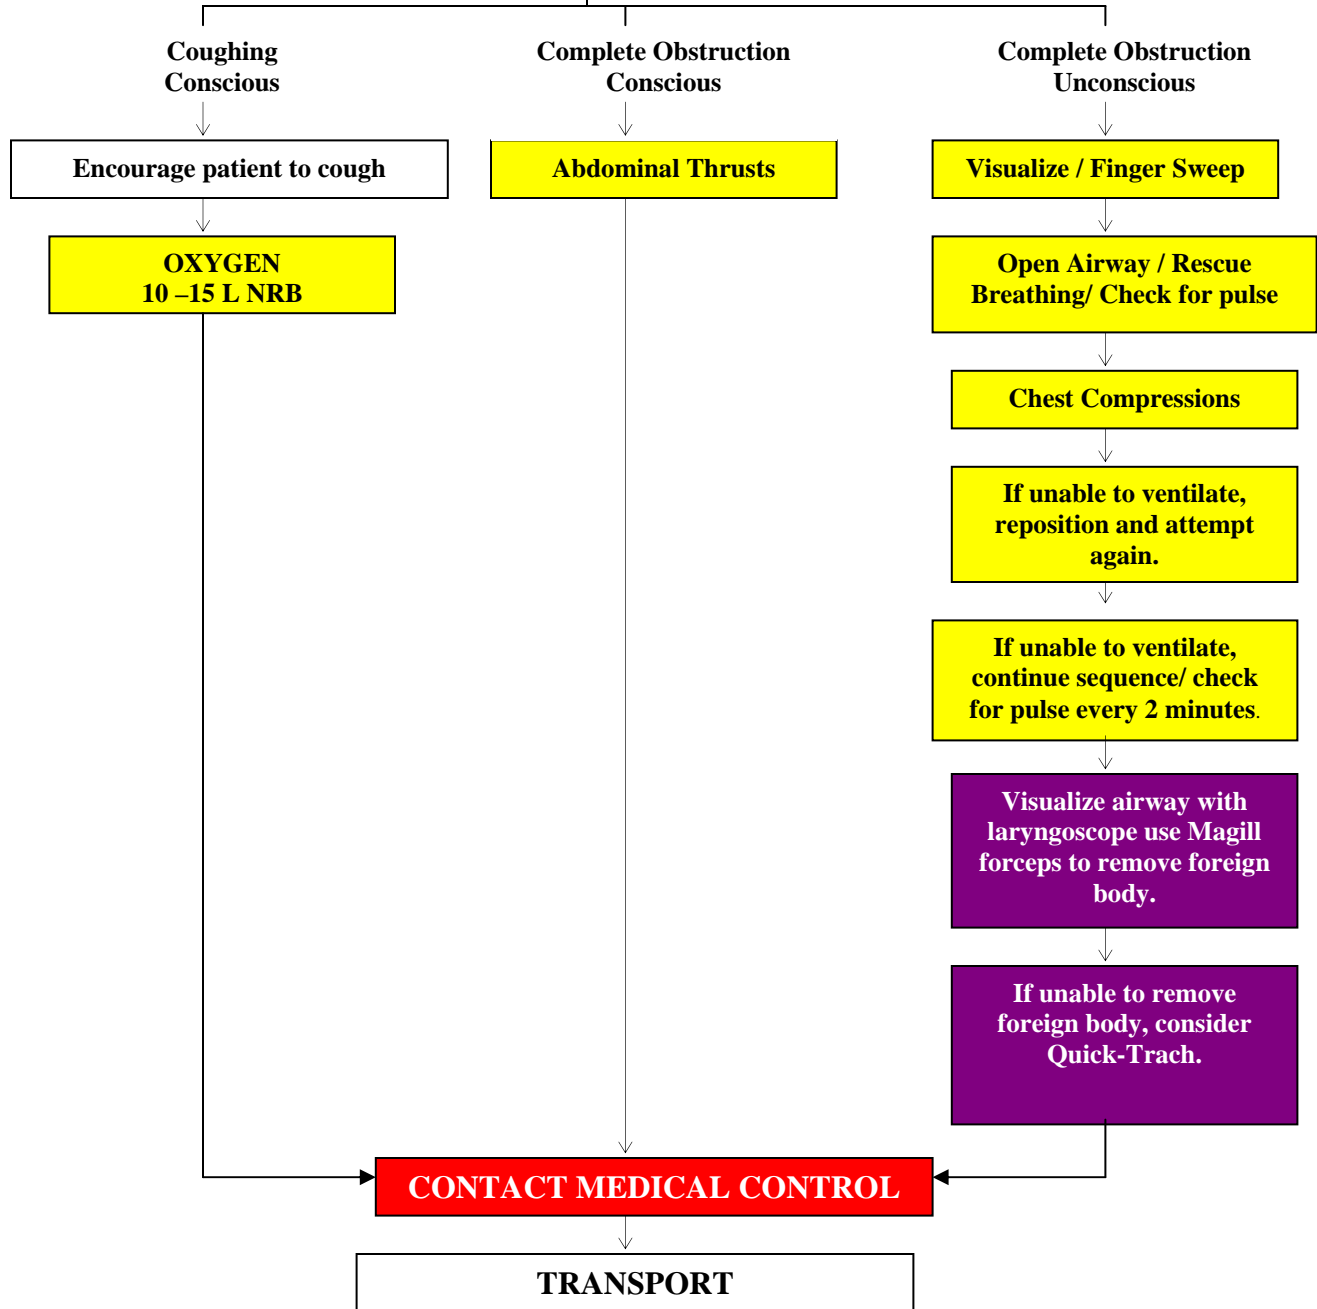 Coughing
Conscious
Encourage patient to cough
OXYGEN
10 –15 L NRB
Complete Obstruction
Conscious
Abdominal Thrusts
Complete Obstruction
Unconscious
Visualize / Finger Sweep
Open Airway / Rescue
Breathing/ Check for pulse
Chest Compressions
If unable to ventilate,
reposition and attempt
again.
If unable to ventilate,
continue sequence/ check
for pulse every 2 minutes.
Visualize airway with
laryngoscope use Magill
forceps to remove foreign
body.
If unable to remove
foreign body, consider
Quick-Trach.
CONTACT MEDICAL CONTROL
TRANSPORT